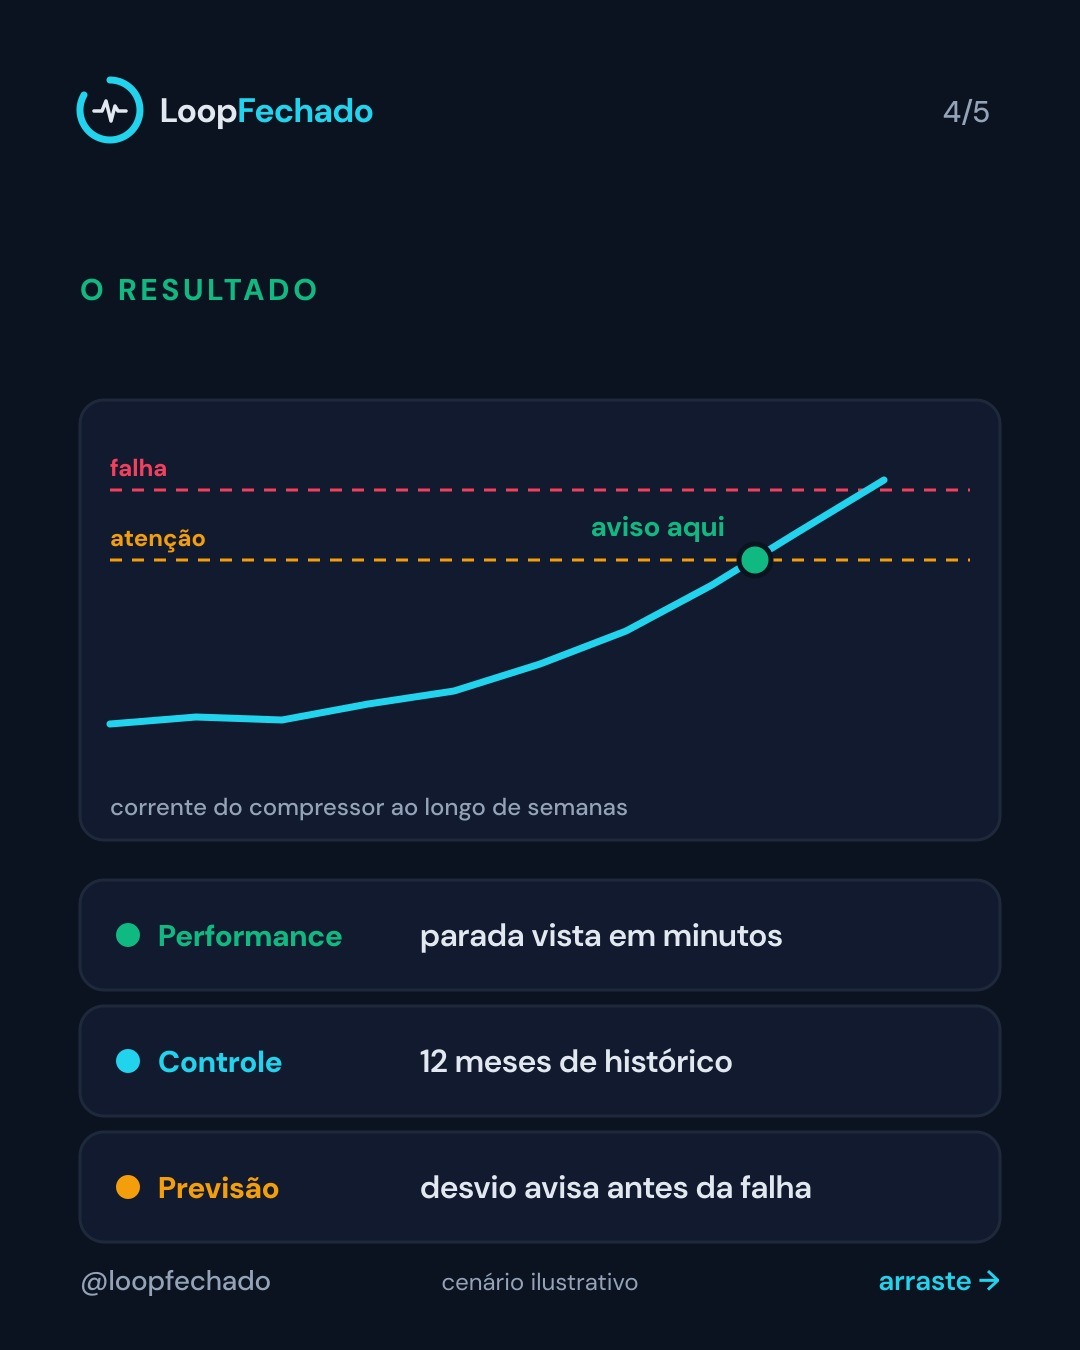 LoopFechado
4/5
O RESULTADO
falha
aviso aqui
atenção
corrente do compressor ao longo de semanas
Performance parada vista em minutos
Controle 12 meses de histórico
Previsão desvio avisa antes da falha
@loopfechado cenário ilustrativo arraste →